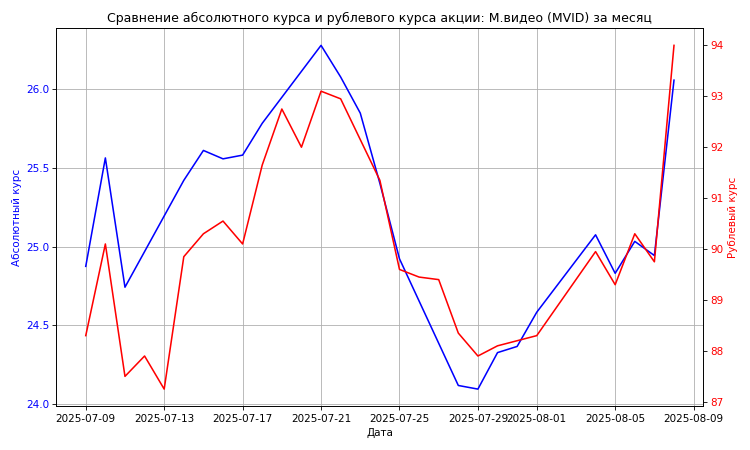 Сравнение абсолютного курса и рублевого курса акции: М.видео (MVID) за месяц
Абсолютный курс
26.0
25.5
25.0
24.5
24.0
94
93
92
91
90
89
88
87
Рублевый курс
2025-07-09 2025-07-13 2025-07-17 2025-07-21 2025-07-25 2025-07-29 2025-08-01 2025-08-05 2025-08-09
Дата